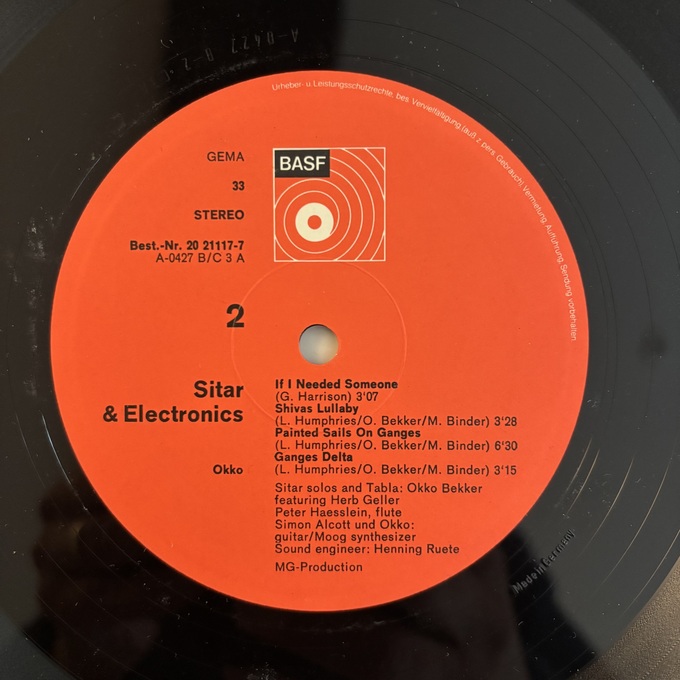 A-0427 B-2
Urheber- u. Leistungsschutzrechte, bes. Vervielfältigung (auß. z. pers. Gebrauch), Vermietung, Aufführung, Sendung vorbehalten
GEMA
BASF
33
STEREO
Best.-Nr. 20 21117-7
A-0427 B/C 3 A
2
Sitar
& Electronics
Okko
If I Needed Someone
(G. Harrison) 3'07
Shivas Lullaby
(L. Humphries/O. Bekker/M. Binder) 3'28
Painted Sails On Ganges
(L. Humphries/O. Bekker/M. Binder) 6'30
Ganges Delta
(L. Humphries/O. Bekker/M. Binder) 3'15
Sitar solos and Tabla: Okko Bekker
featuring Herb Geller
Peter Haesslein, flute
Simon Alcott und Okko:
guitar/Moog synthesizer
Sound engineer: Henning Ruete
MG-Production
Made in Germany